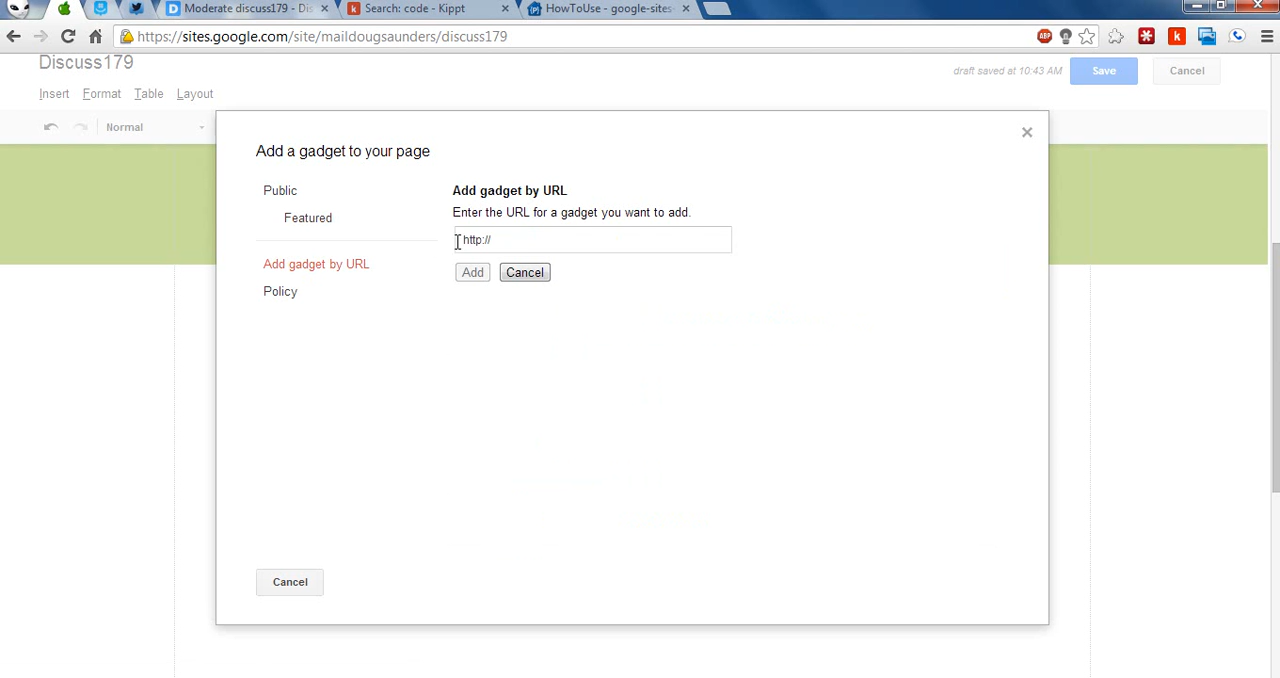 Moderate discuss179 - Dis
Search: code - Kippt
HowToUse - google-sites-
https://sites.google.com/site/maildougsaunders/discuss179
ABP
Discuss179
draft saved at 10:43 AM
Save
Cancel
Insert Format Table Layout
Normal
Add a gadget to your page
Public
Featured
Add gadget by URL
Policy
Add gadget by URL
Enter the URL for a gadget you want to add.
http://
Add Cancel
Cancel